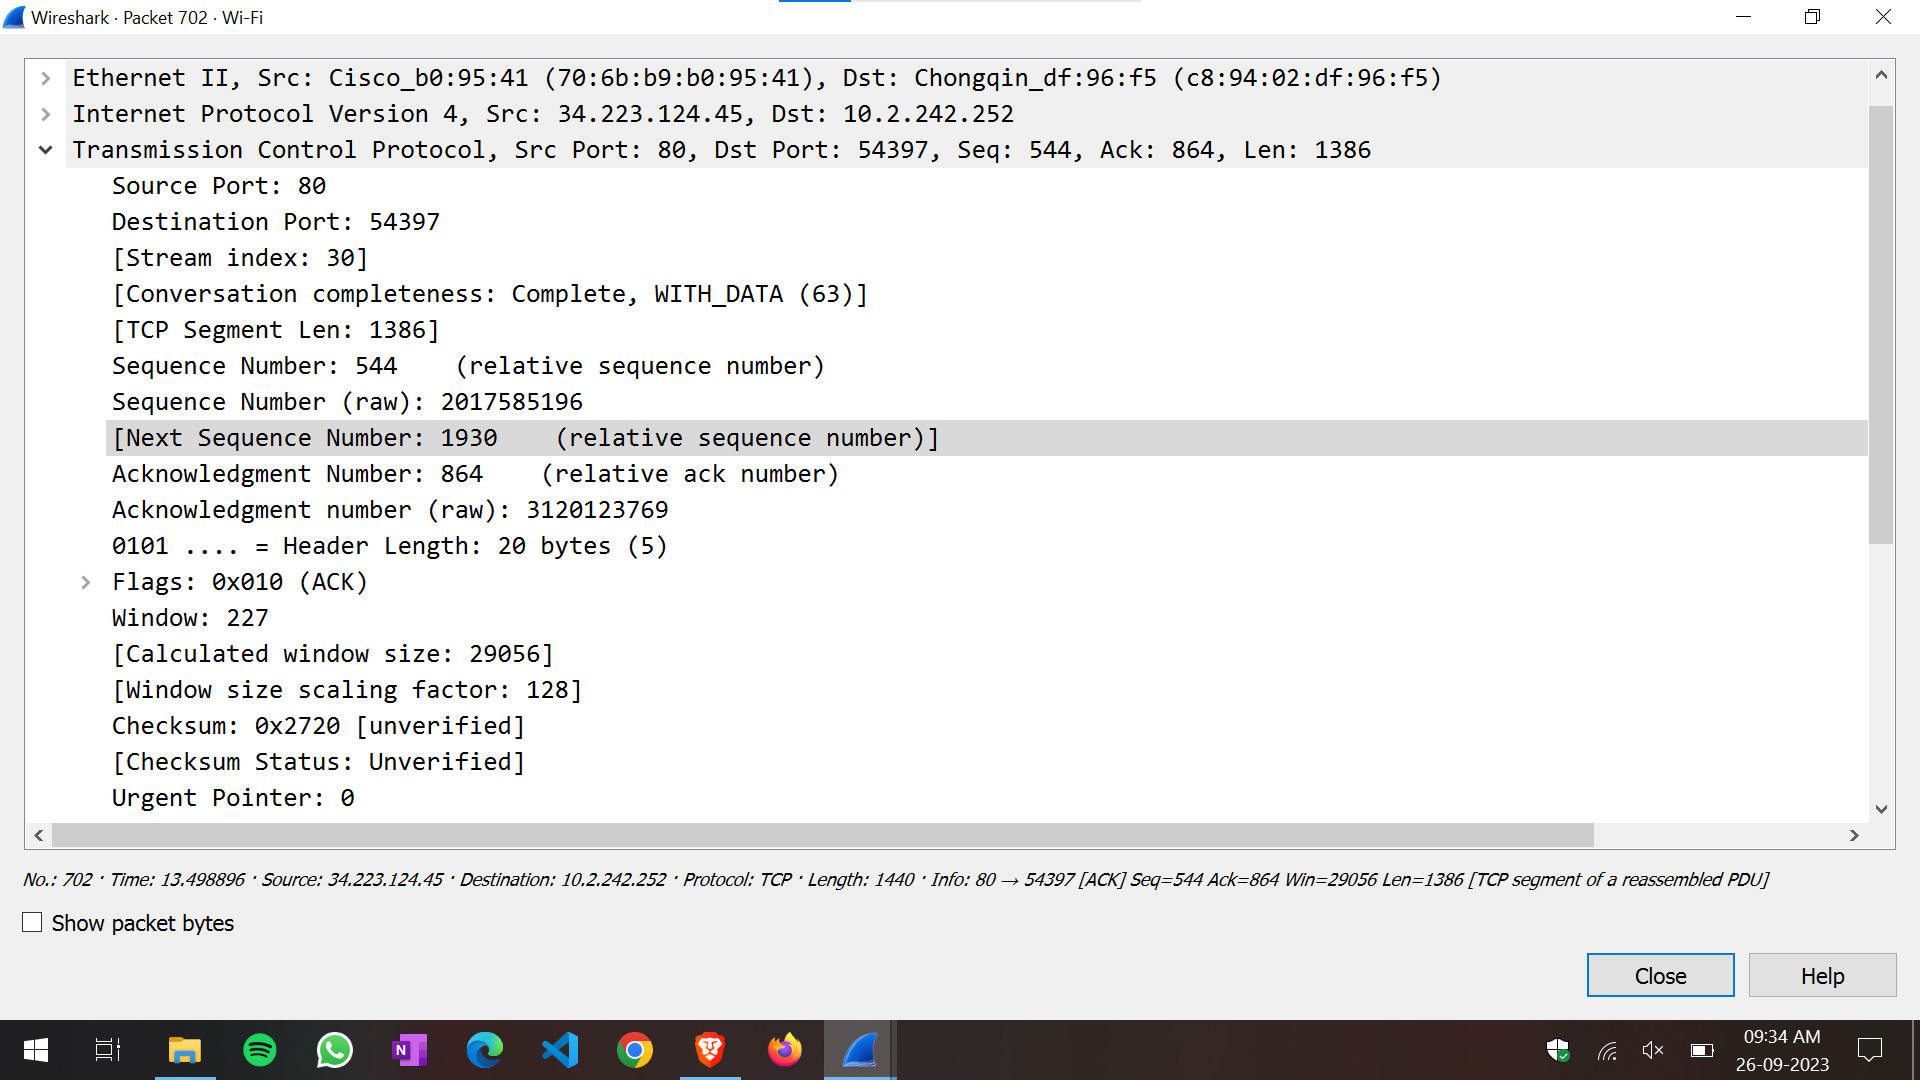 Wireshark · Packet 702 · Wi-Fi
Ethernet II, Src: Cisco_b0:95:41 (70:6b:b9:b0:95:41), Dst: Chongqin_df:96:f5 (c8:94:02:df:96:f5)
Internet Protocol Version 4, Src: 34.223.124.45, Dst: 10.2.242.252
Transmission Control Protocol, Src Port: 80, Dst Port: 54397, Seq: 544, Ack: 864, Len: 1386
Source Port: 80
Destination Port: 54397
[Stream index: 30]
[Conversation completeness: Complete, WITH_DATA (63)]
[TCP Segment Len: 1386]
Sequence Number: 544    (relative sequence number)
Sequence Number (raw): 2017585196
[Next Sequence Number: 1930    (relative sequence number)]
Acknowledgment Number: 864    (relative ack number)
Acknowledgment number (raw): 3120123769
0101 .... = Header Length: 20 bytes (5)
Flags: 0x010 (ACK)
Window: 227
[Calculated window size: 29056]
[Window size scaling factor: 128]
Checksum: 0x2720 [unverified]
[Checksum Status: Unverified]
Urgent Pointer: 0
No.: 702 · Time: 13.498896 · Source: 34.223.124.45 · Destination: 10.2.242.252 · Protocol: TCP · Length: 1440 · Info: 80 → 54397 [ACK] Seq=544 Ack=864 Win=29056 Len=1386 [TCP segment of a reassembled PDU]
Show packet bytes
Close
Help
N
09:34 AM
26-09-2023